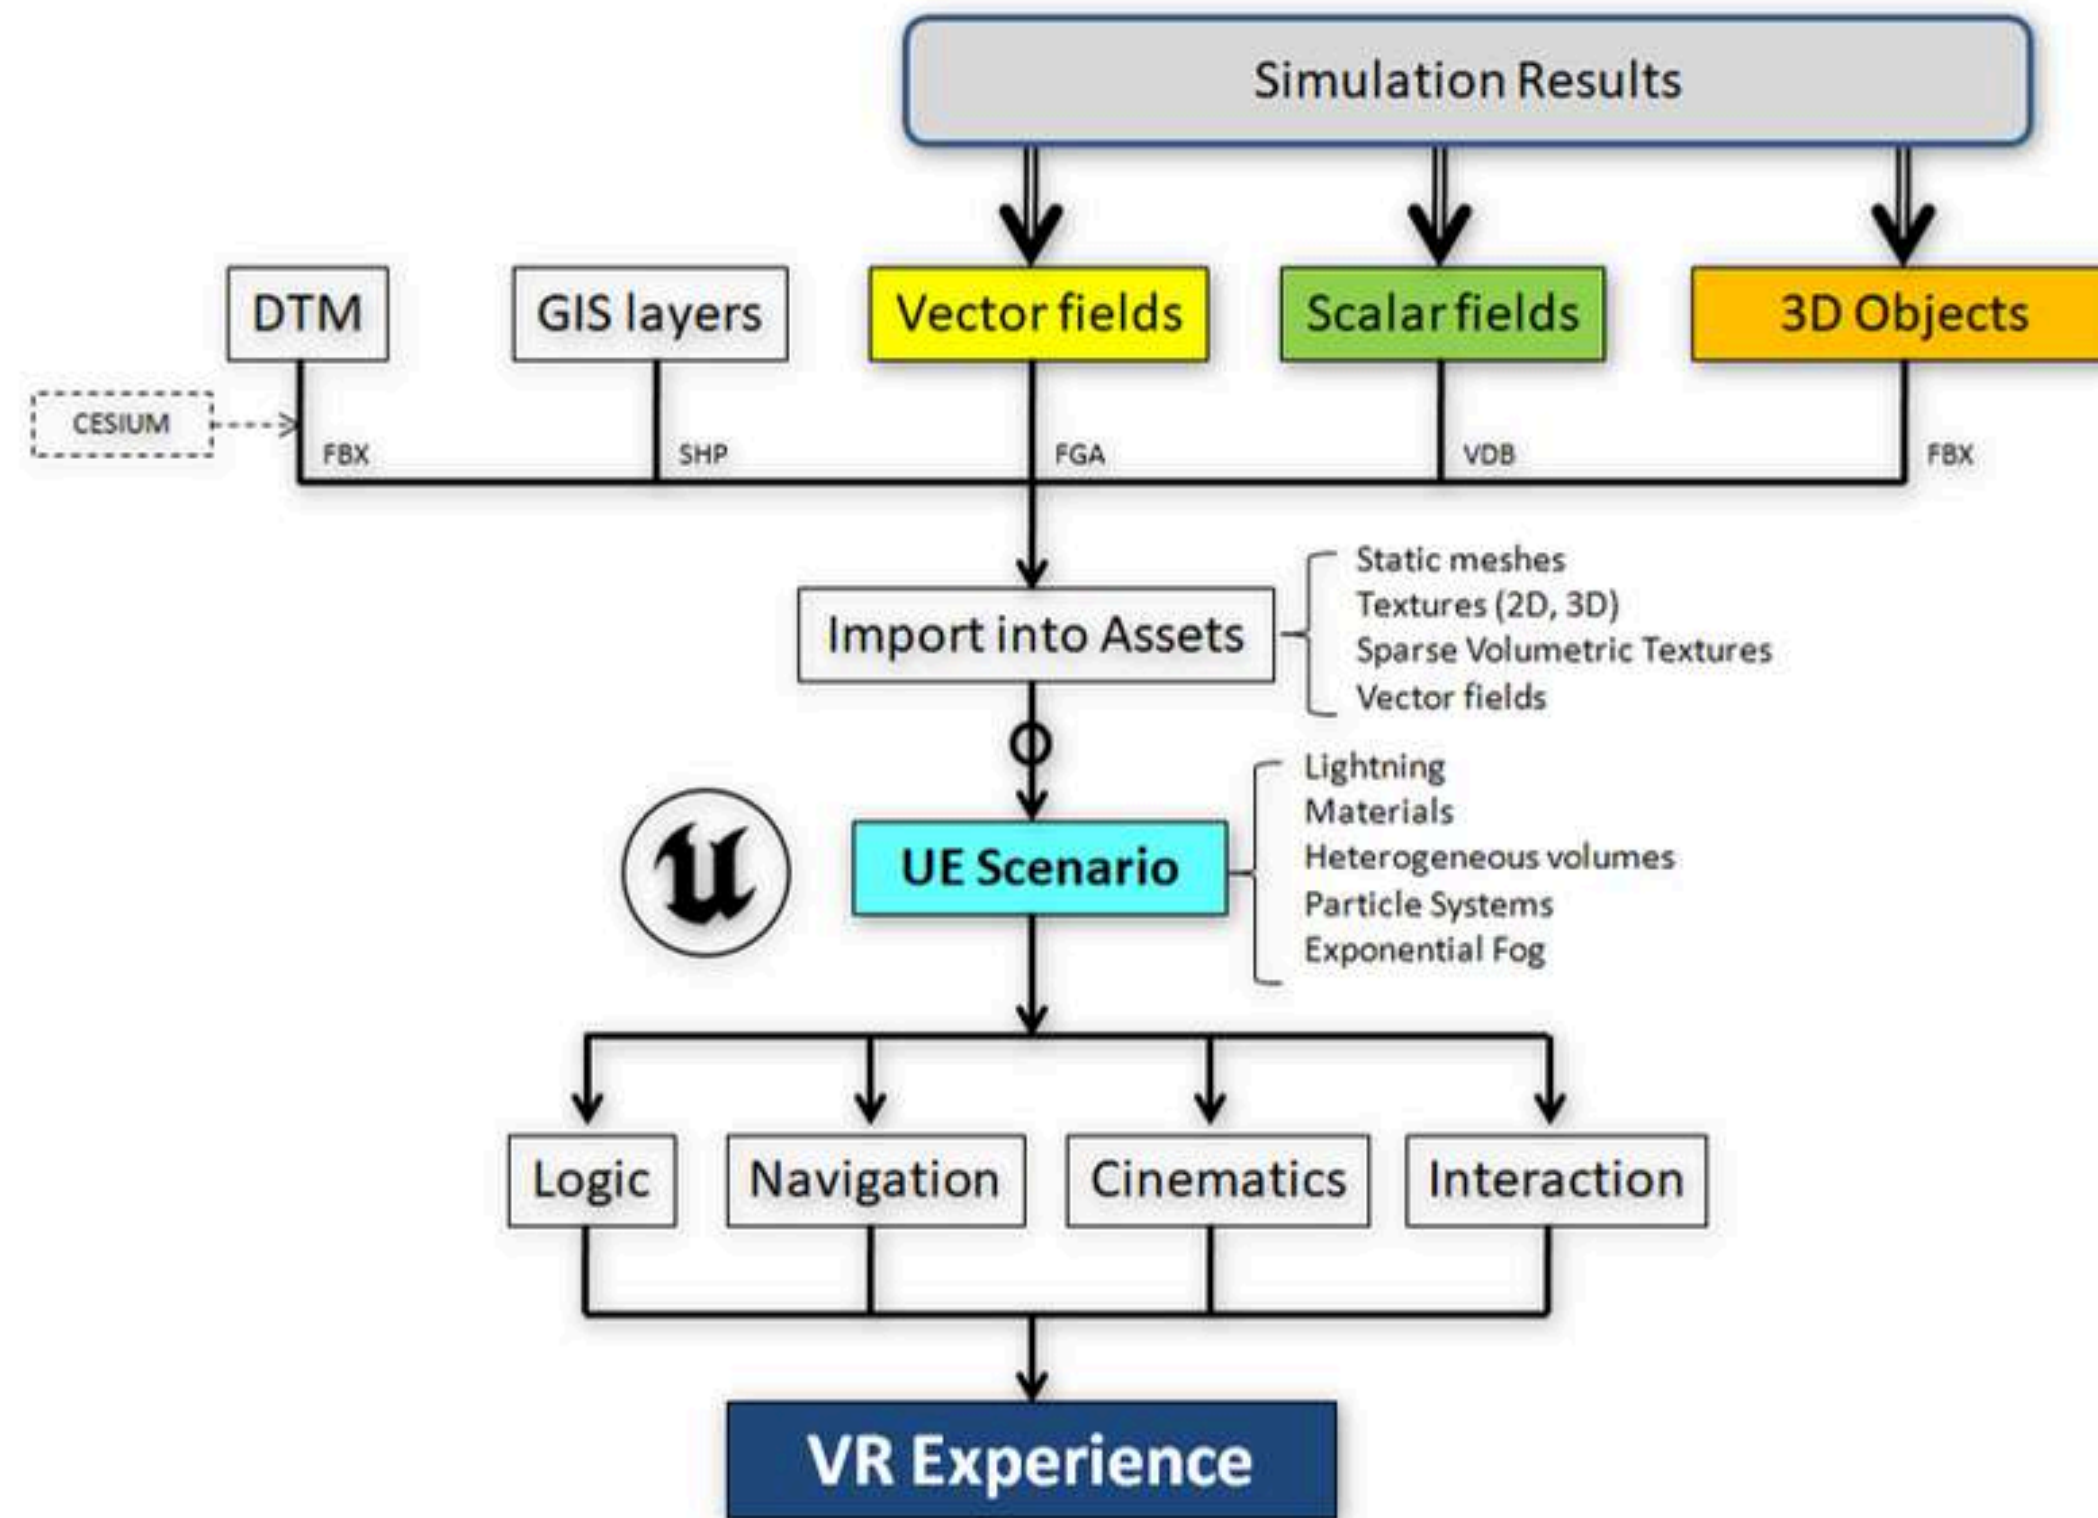 Simulation Results
DTM
GIS layers
Vector fields
Scalar fields
3D Objects
CESIUM
FBX
SHP
FGA
VDB
FBX
Import into Assets
Static meshes
Textures (2D, 3D)
Sparse Volumetric Textures
Vector fields
UE Scenario
Lightning
Materials
Heterogeneous volumes
Particle Systems
Exponential Fog
Logic
Navigation
Cinematics
Interaction
VR Experience